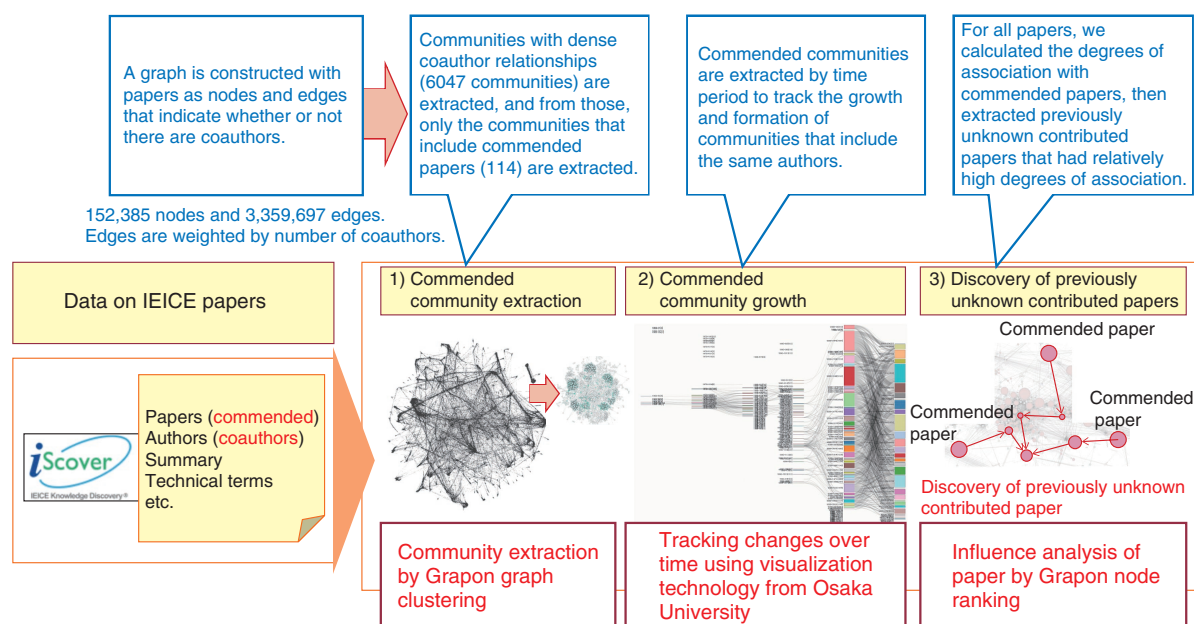 A graph is constructed with
papers as nodes and edges
that indicate whether or not
there are coauthors.
Communities with dense
coauthor relationships
(6047 communities) are
extracted, and from those,
only the communities that
include commended
papers (114) are extracted.
Commended communities
are extracted by time
period to track the growth
and formation of
communities that include
the same authors.
For all papers, we
calculated the degrees of
association with
commended papers, then
extracted previously
unknown contributed
papers that had relatively
high degrees of association.
152,385 nodes and 3,359,697 edges.
Edges are weighted by number of coauthors.
Data on IEICE papers
1) Commended
community extraction
2) Commended
community growth
3) Discovery of previously
unknown contributed papers
iScover
IEICE Knowledge Discovery®
Papers (commended)
Authors (coauthors)
Summary
Technical terms
etc.
Commended paper
Commended
paper
Commended
paper
Discovery of previously unknown
contributed paper
Community extraction
by Grapon graph
clustering
Tracking changes over
time using visualization
technology from Osaka
University
Influence analysis of
paper by Grapon node
ranking